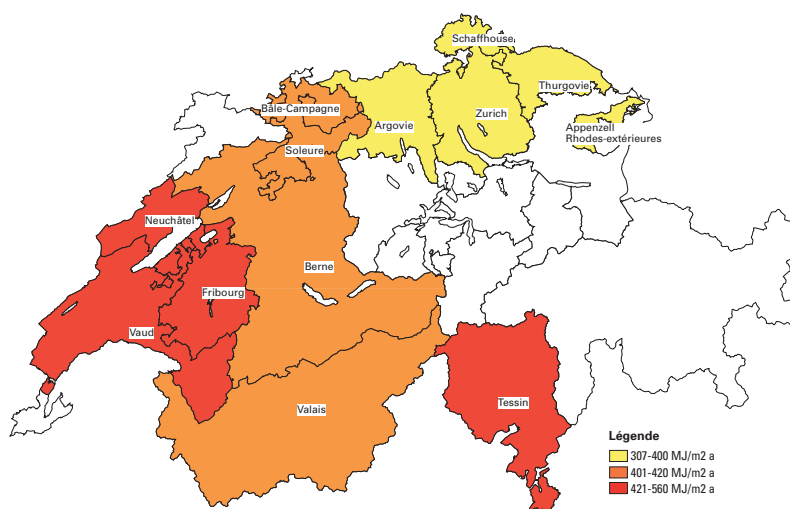 Schaffhouse
Thurgovie
Bâle-Campagne
Zurich
Argovie
Appenzell
Rhodes-extérieures
Soleure
Neuchâtel
Berne
Fribourg
Vaud
Valais
Tessin
Légende
307-400 MJ/m2 a
401-420 MJ/m2 a
421-560 MJ/m2 a